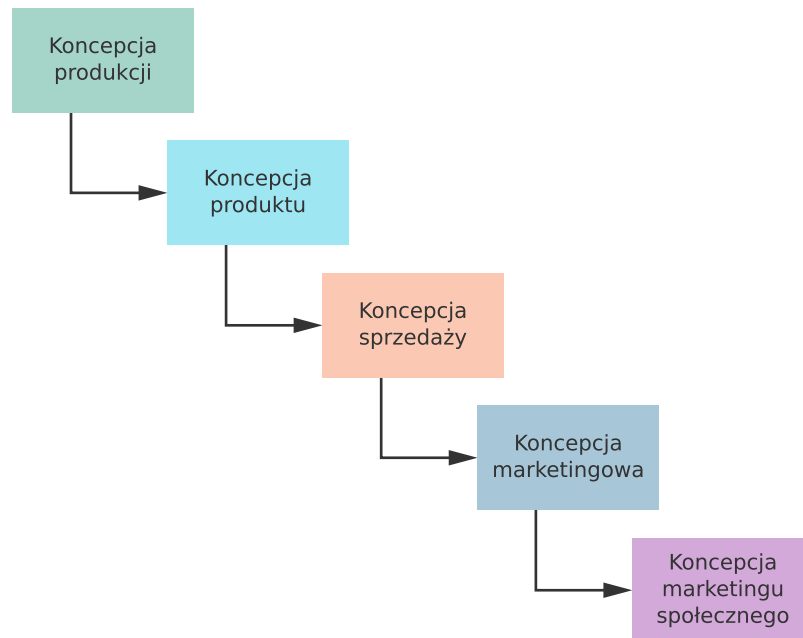 Koncepcja
produkcji
Koncepcja
produktu
Koncepcja
sprzedaży
Koncepcja
marketingowa
Koncepcja
marketingu
społecznego